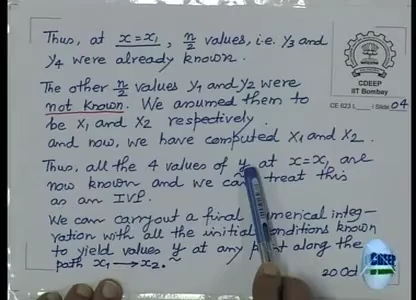 Thus, at x = x₁, n/2 values, i.e. y₃ and
y₄ were already known.
The other n/2 values y₁ and y₂ were
not known. We assumed them to
be X₁ and X₂ respectively.
and now, we have computed X₁ and X₂.
Thus, all the 4 values of y at x = x₁ are
now known and we can treat this
as an IVP.
We can carryout a final numerical integ-
ration with all the initial conditions known
to yield values y at any point along the
path x₁ → x₂.
CDEEP
IIT Bombay
CE 623 L / Slide 04
CDEEP